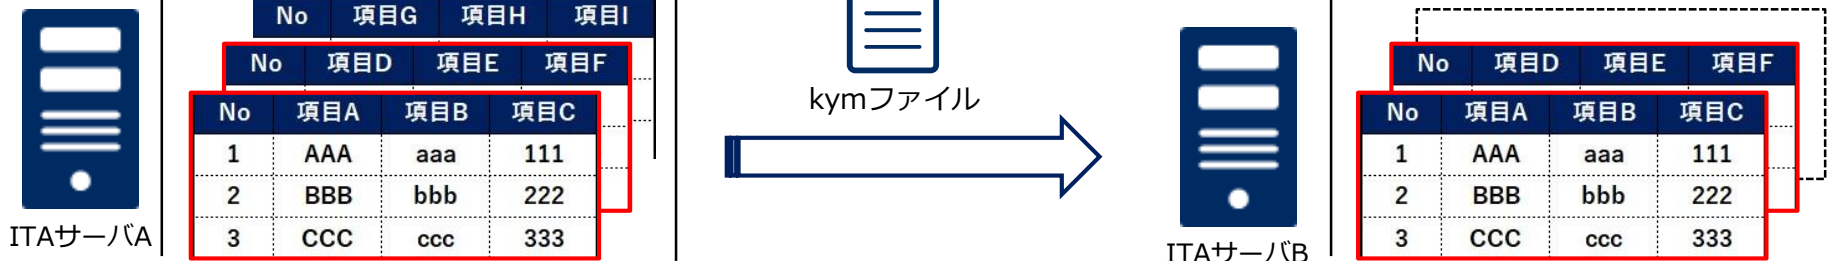 No 項目G 項目H 項目I
No 項目D 項目E 項目F
No 項目A 項目B 項目C
1 AAA aaa 111
2 BBB bbb 222
3 CCC ccc 333
ITAサーバA
kymファイル
ITAサーバB
No 項目D 項目E 項目F
No 項目A 項目B 項目C
1 AAA aaa 111
2 BBB bbb 222
3 CCC ccc 333